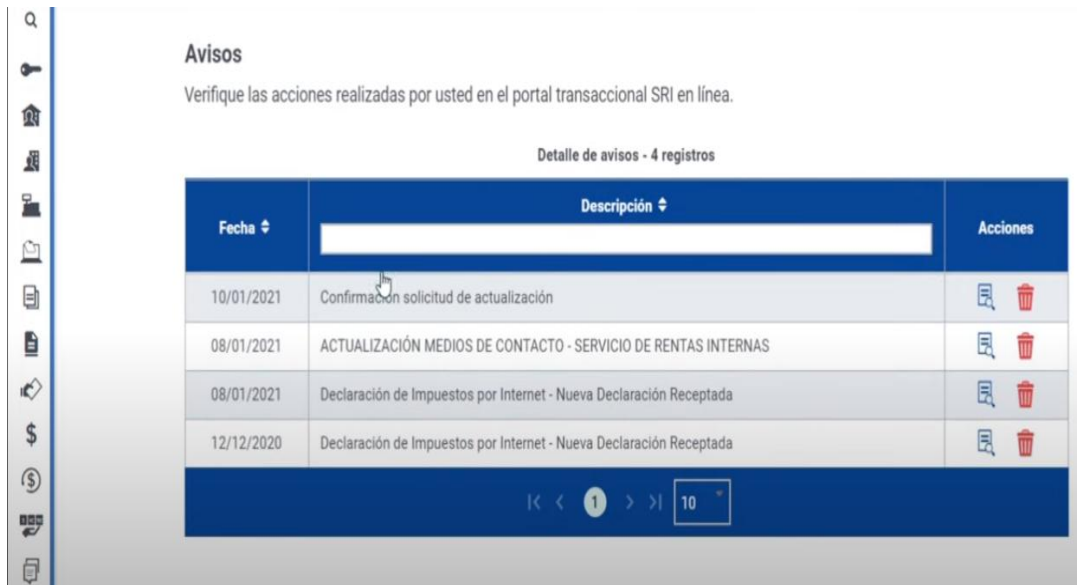 Avisos
Verifique las acciones realizadas por usted en el portal transaccional SRI en línea.
Detalle de avisos - 4 registros
Fecha Descripción Acciones
10/01/2021 Confirmación solicitud de actualización
08/01/2021 ACTUALIZACIÓN MEDIOS DE CONTACTO - SERVICIO DE RENTAS INTERNAS
08/01/2021 Declaración de Impuestos por Internet - Nueva Declaración Receptada
12/12/2020 Declaración de Impuestos por Internet - Nueva Declaración Receptada
1 10